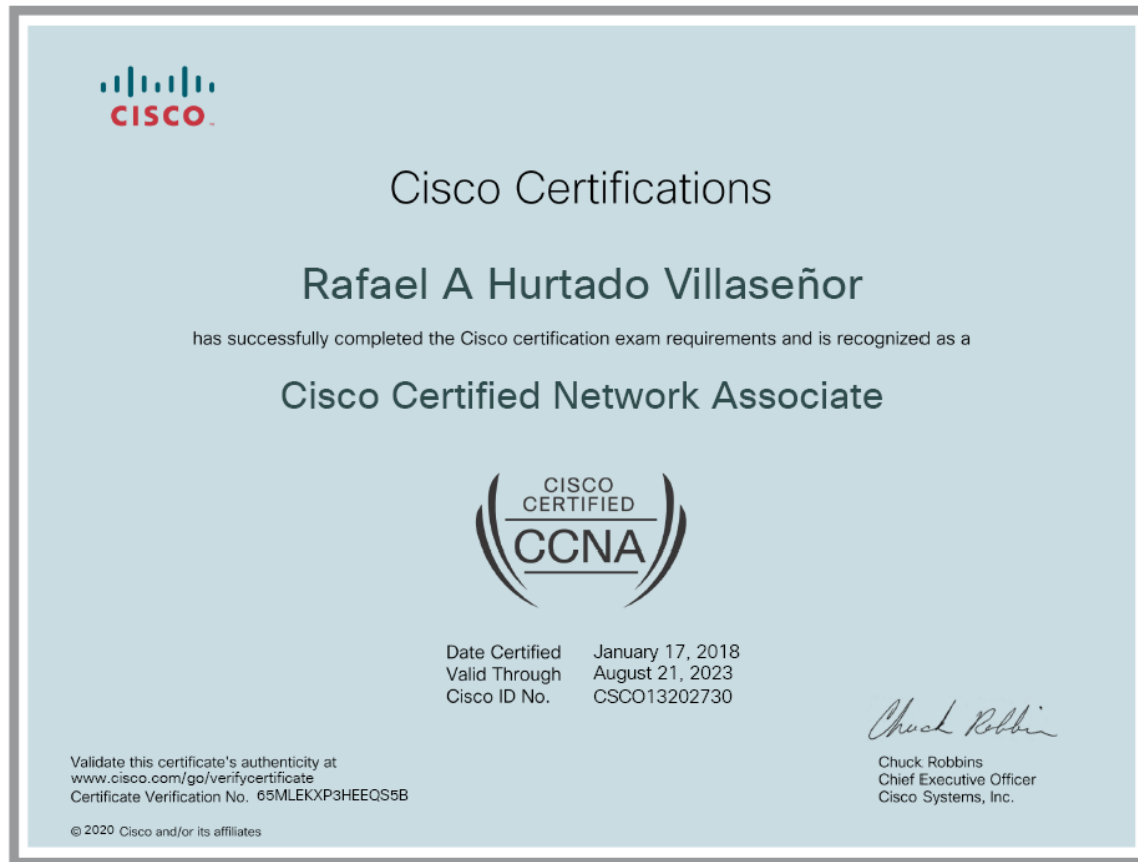 CISCO
Cisco Certifications
Rafael A Hurtado Villaseñor
has successfully completed the Cisco certification exam requirements and is recognized as a
Cisco Certified Network Associate
CISCO
CERTIFIED
CCNA
Date Certified January 17, 2018
Valid Through August 21, 2023
Cisco ID No. CSCO13202730
Chuck Robbins
Validate this certificate's authenticity at
www.cisco.com/go/verifycertificate
Certificate Verification No. 65MLEKXP3HEEQS5B
Chuck Robbins
Chief Executive Officer
Cisco Systems, Inc.
© 2020 Cisco and/or its affiliates